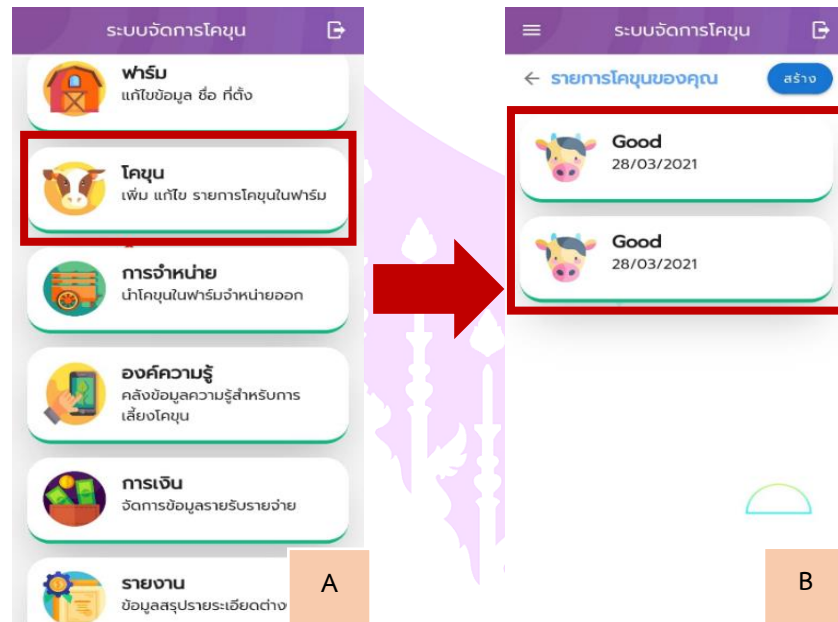 ระบบจัดการโคขุน
ฟาร์ม
แก้ไขข้อมูล ชื่อ ที่ตั้ง
โคขุน
เพิ่ม แก้ไข รายการโคขุนในฟาร์ม
การจำหน่าย
นำโคขุนในฟาร์มจำหน่ายออก
องค์ความรู้
คลังข้อมูลความรู้สำหรับการ
เลี้ยงโคขุน
การเงิน
จัดการข้อมูลรายรับรายจ่าย
รายงาน
ข้อมูลสรุปรายระเอียดต่าง
A
ระบบจัดการโคขุน
รายการโคขุนของคุณ
สร้าง
Good
28/03/2021
Good
28/03/2021
B